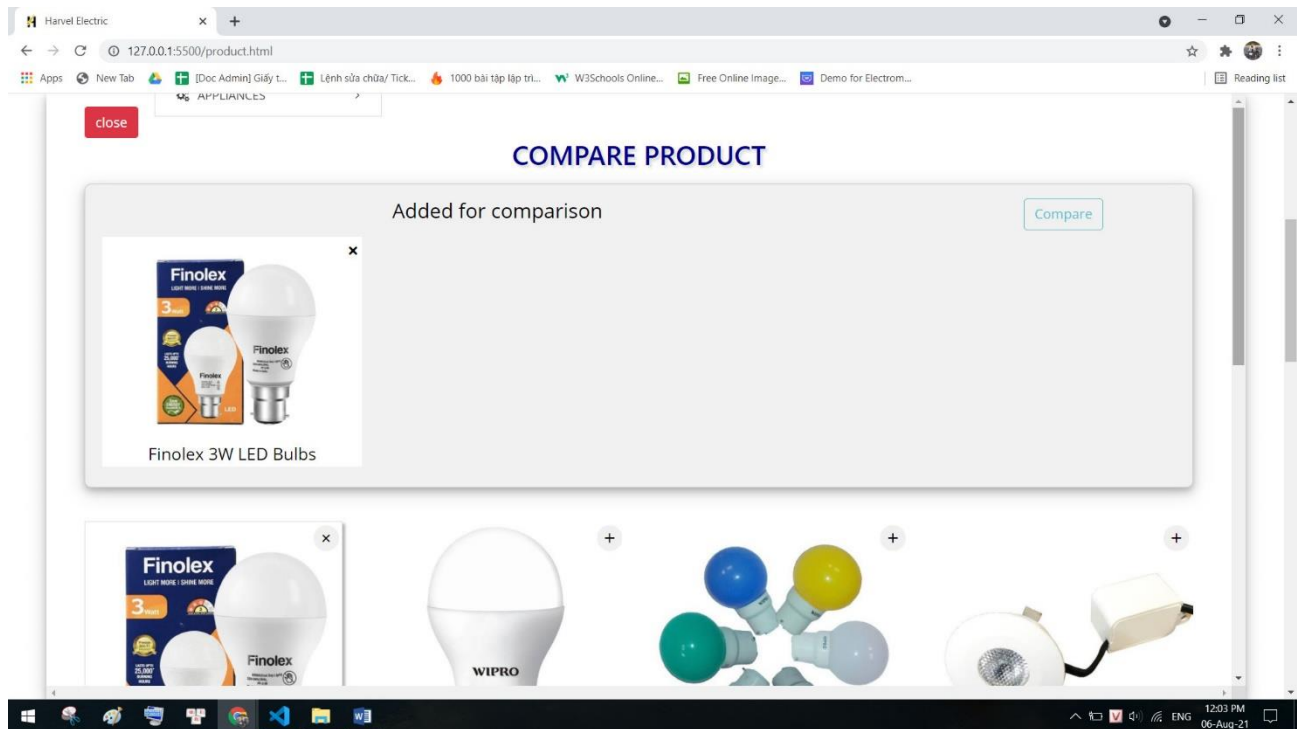 Harvel Electric
127.0.0.1:5500/product.html
Apps New Tab [Doc Admin] Giấy t... Lệnh sửa chữa/ Tick... 1000 bài tập lập trì... W3Schools Online... Free Online Image... Demo for Electrom... Reading list
APPLIANCES
close
COMPARE PRODUCT
Added for comparison
Compare
Finolex
LIGHT MORE I SHINE MORE
3 Watt
Finolex
Finolex
LED
Finolex 3W LED Bulbs
Finolex
LIGHT MORE I SHINE MORE
3 Watt
25,000
Finolex
WIPRO
ENG
12:03 PM
06-Aug-21